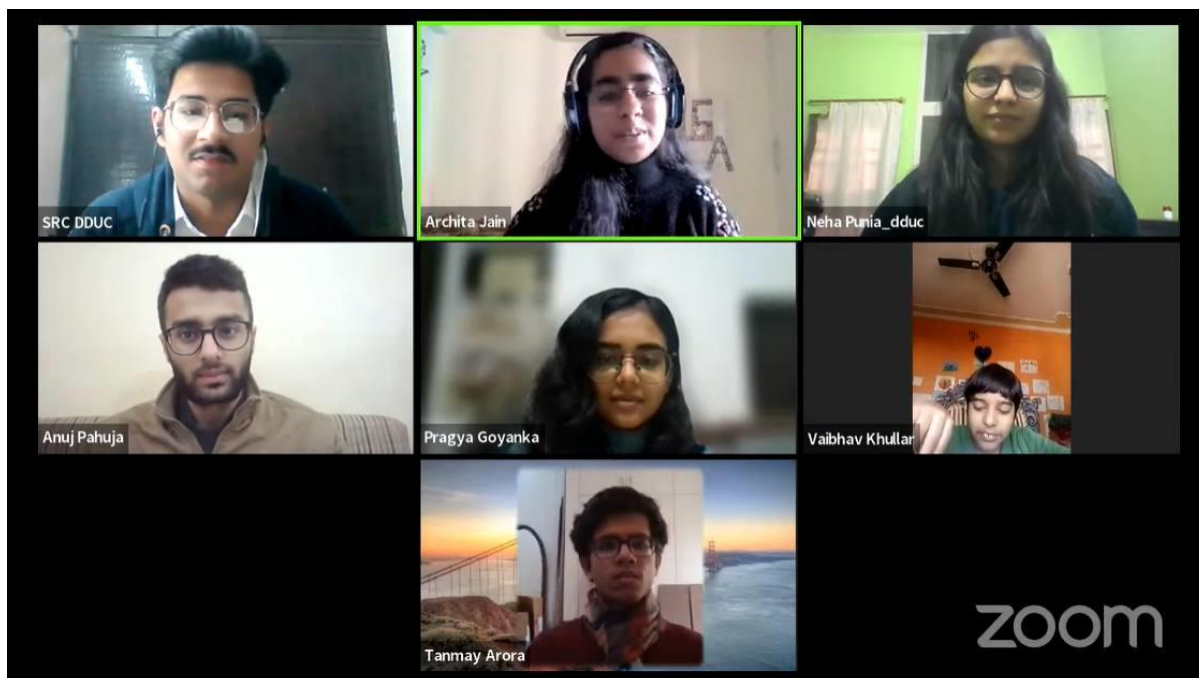 SRC DDUC
Archita Jain
Neha Punia_dduc
Anuj Pahuja
Pragya Goyanka
Vaibhav Khullar
Tanmay Arora
zoom